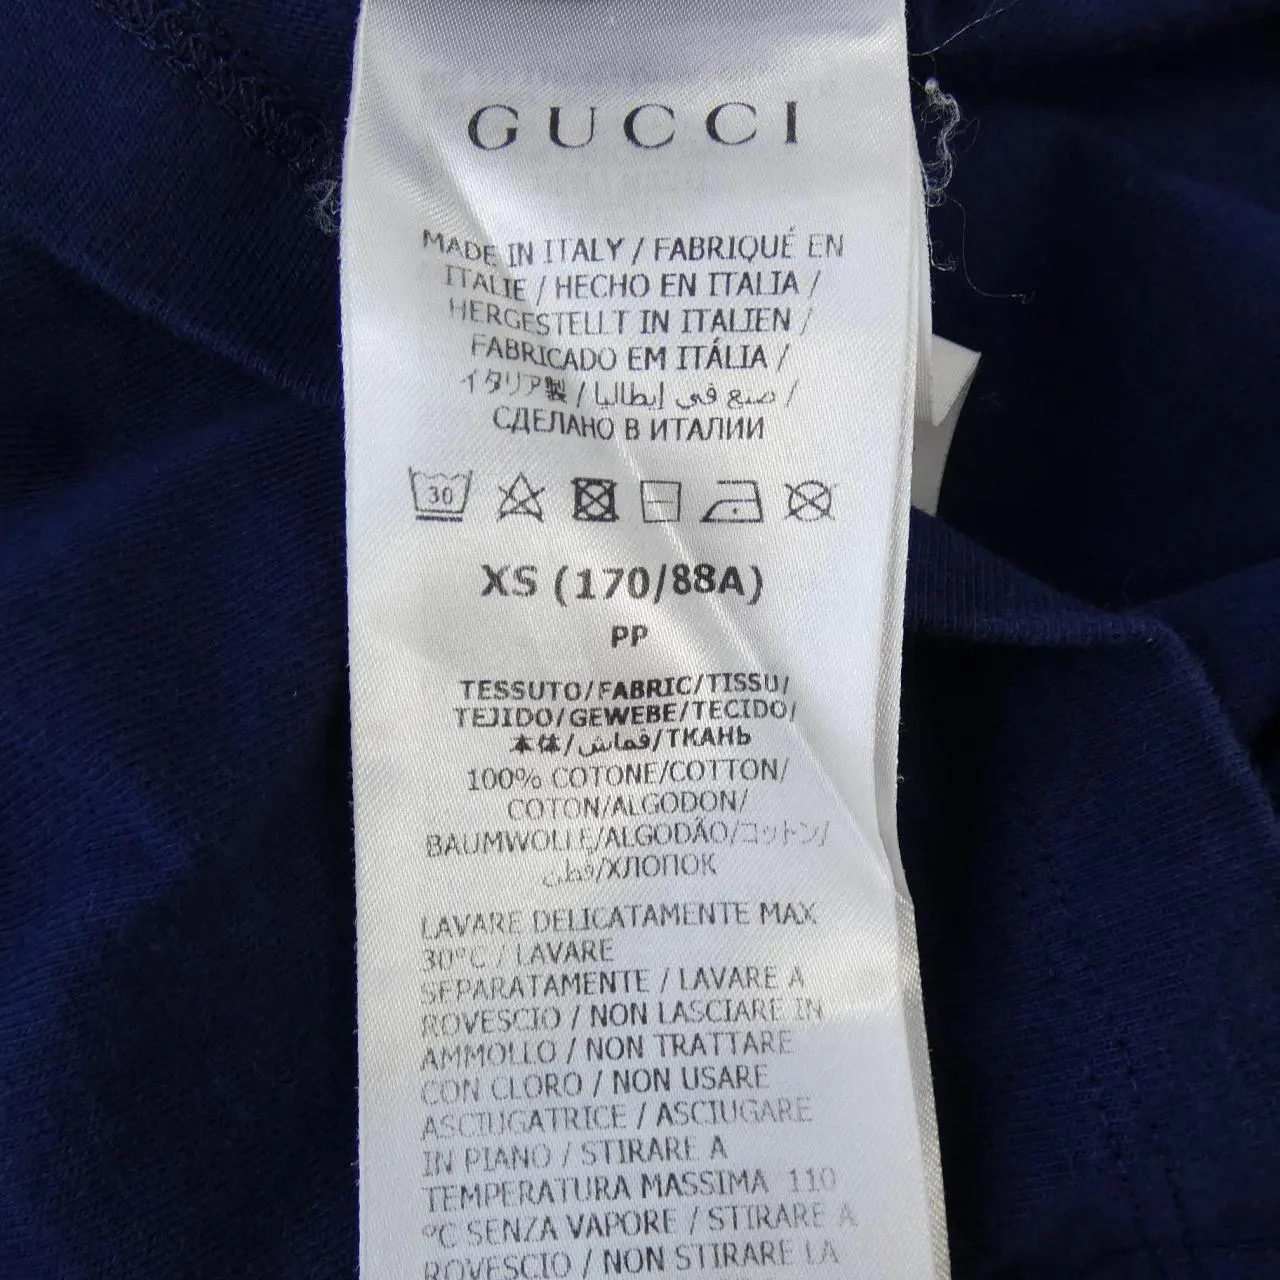 GUCCI
MADE IN ITALY / FABRIQUÉ EN
ITALIE / HECHO EN ITALIA /
HERGESTELLT IN ITALIEN /
FABRICADO EM ITÁLIA /
イタリア製 / صنع في إيطاليا /
СДЕЛАНО В ИТАЛИИ
30
XS (170/88A)
PP
TESSUTO/FABRIC/TISSU/
TEJIDO/GEWEBE/TECIDO/
本体/قماش/ТКАНЬ
100% COTONE/COTTON/
COTON/ALGODON/
BAUMWOLLE/ALGODÃO/コットン/
قطن/ХЛОПОК
LAVARE DELICATAMENTE MAX
30°C / LAVARE
SEPARATAMENTE / LAVARE A
ROVESCIO / NON LASCIARE IN
AMMOLLO / NON TRATTARE
CON CLORO / NON USARE
ASCIUGATRICE / ASCIUGARE
IN PIANO / STIRARE A
TEMPERATURA MASSIMA 110
°C SENZA VAPORE / STIRARE A
ROVESCIO / NON STIRARE LA